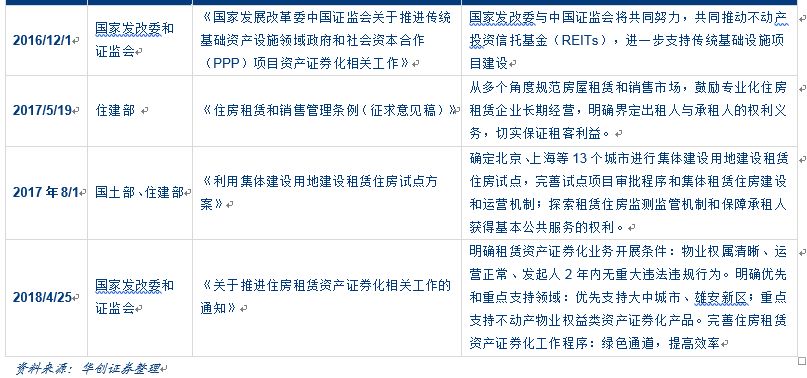 国家发改委与中国证监会将共同努力，共同推动不动产
2016/12/1
国家发改委和
证监会
《国家发展改革委中国证监会关于推进传统
基础资产设施领域政府和社会资本合作
（PPP）项目资产证券化相关工作》
投资信托基金（REITs），进一步支持传统基础设施项
目建设
2017/5/19
住建部
《住房租赁和销售管理条例（征求意见稿）》
从多个角度规范房屋租赁和销售市场，鼓励专业化住房
租赁企业长期经营，明确界定出租人与承租人的权利义
务，切实保证租客利益。
2017 年 8/1
国土部、住建部
《利用集体建设用地建设租赁住房试点方
案》
确定北京、上海等 13 个城市进行集体建设用地建设租赁
住房试点，完善试点项目审批程序和集体租赁住房建设
和运营机制；探索租赁住房监测监管机制和保障承租人
获得基本公共服务的权利。
2018/4/25
国家发改委和
证监会
《关于推进住房租赁资产证券化相关工作的
通知》
明确租赁资产证券化业务开展条件：物业权属清晰、运
营正常、发起人 2 年内无重大违法违规行为。明确优先
和重点支持领域：优先支持大中城市、雄安新区；重点
支持不动产物业权益类资产证券化产品。完善住房租赁
资产证券化工作程序：绿色通道，提高效率
资料来源：华创证券整理